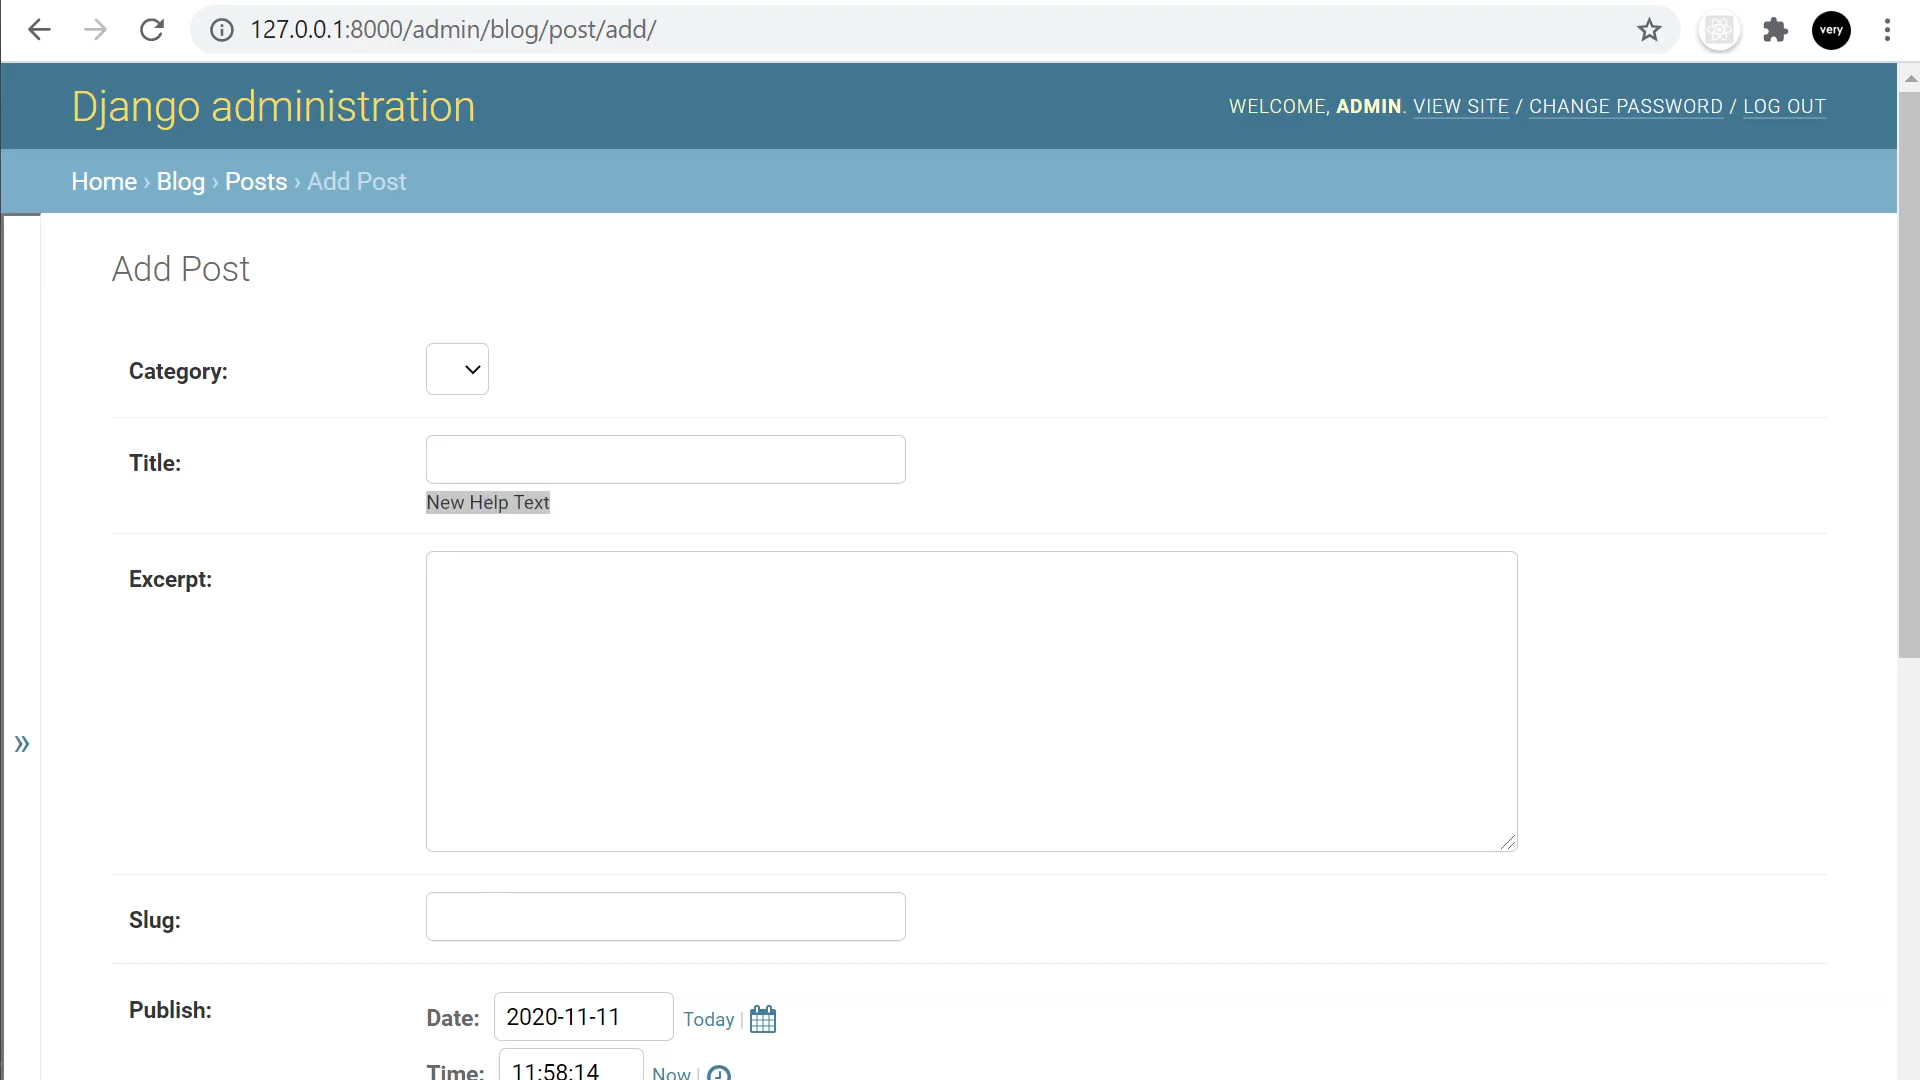 127.0.0.1:8000/admin/blog/post/add/
very
Django administration
WELCOME, ADMIN. VIEW SITE / CHANGE PASSWORD / LOG OUT
Home › Blog › Posts › Add Post
Add Post
Category:
Title:
New Help Text
Excerpt:
»
Slug:
Publish:
Date: 2020-11-11 Today |
Time: 11:58:14 Now |